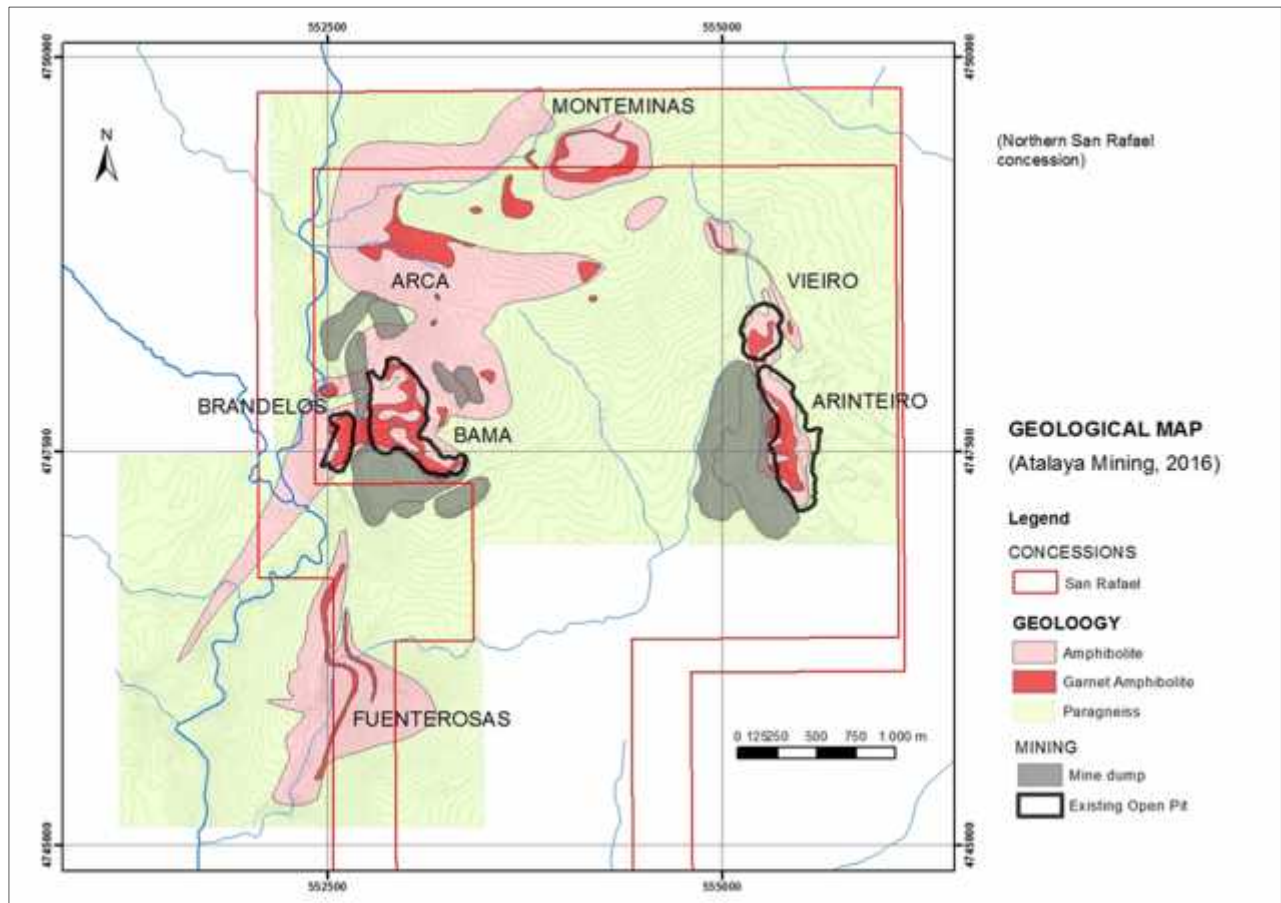 552500
555000
4750000
4750000
MONTEMINAS
N
(Northern San Rafael
concession)
ARCA
VIEIRO
BRANDELOS
ARINTEIRO
BAMA
4747500
4747500
GEOLOGICAL MAP
(Atalaya Mining, 2016)
Legend
CONCESSIONS
San Rafael
GEOLOOGY
Amphibolite
Garnet Amphibolite
Paragneiss
FUENTEROSAS
0 125250 500 750 1 000 m
MINING
Mine dump
Existing Open Pit
4745000
4745000
552500
555000